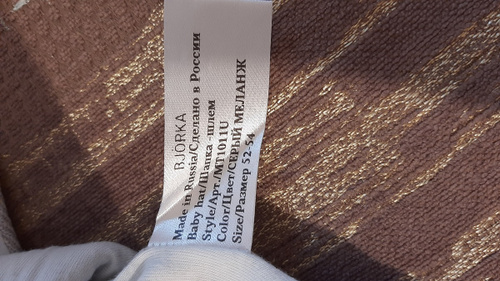 BJORKA
Made in Russia/Сделано в России
Baby hat/Шапка -шлем
Style/Арт./MT1011U
Color/Цвет/СЕРЫЙ МЕЛАНЖ
Size/Размер 52-54